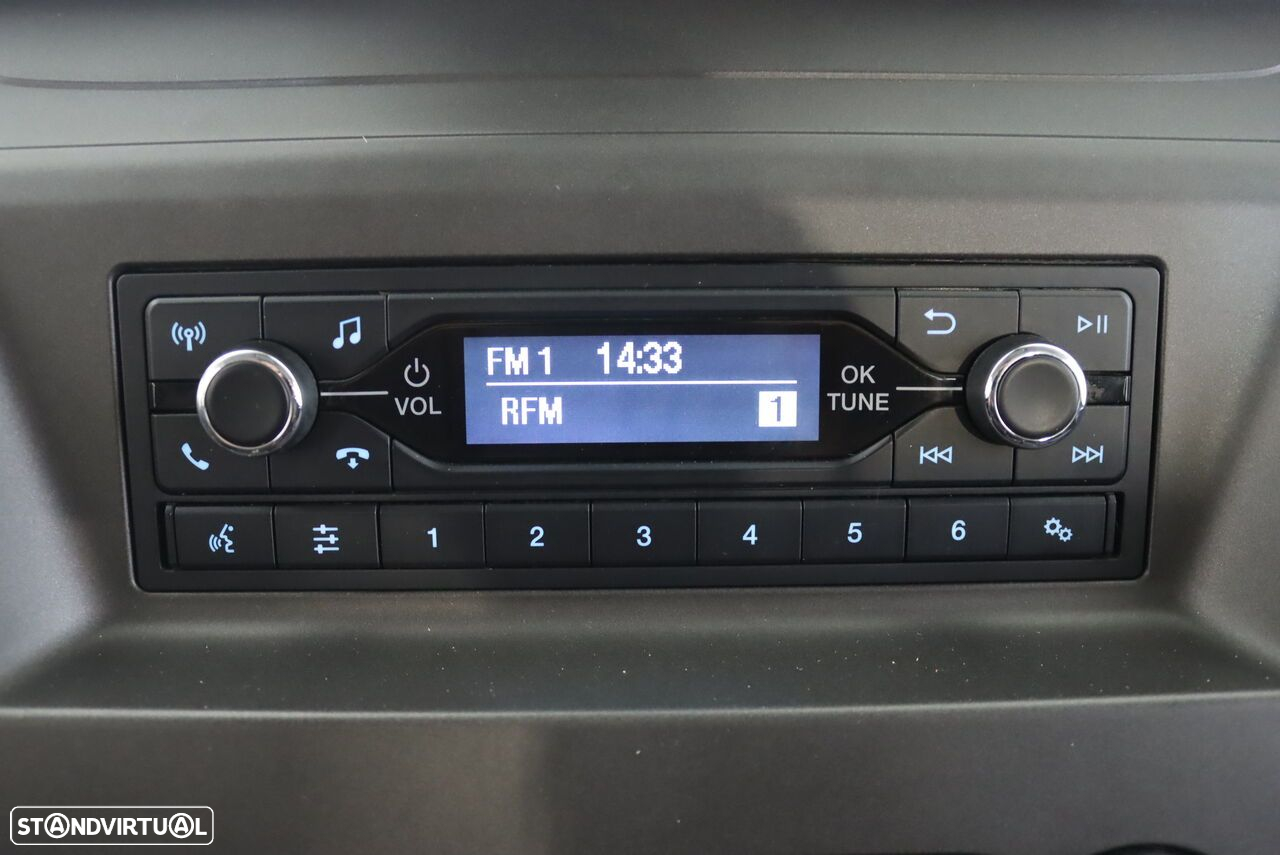 FM 1 14:33
RFM 1
VOL
OK
TUNE
1 2 3 4 5 6
STANDVIRTUAL